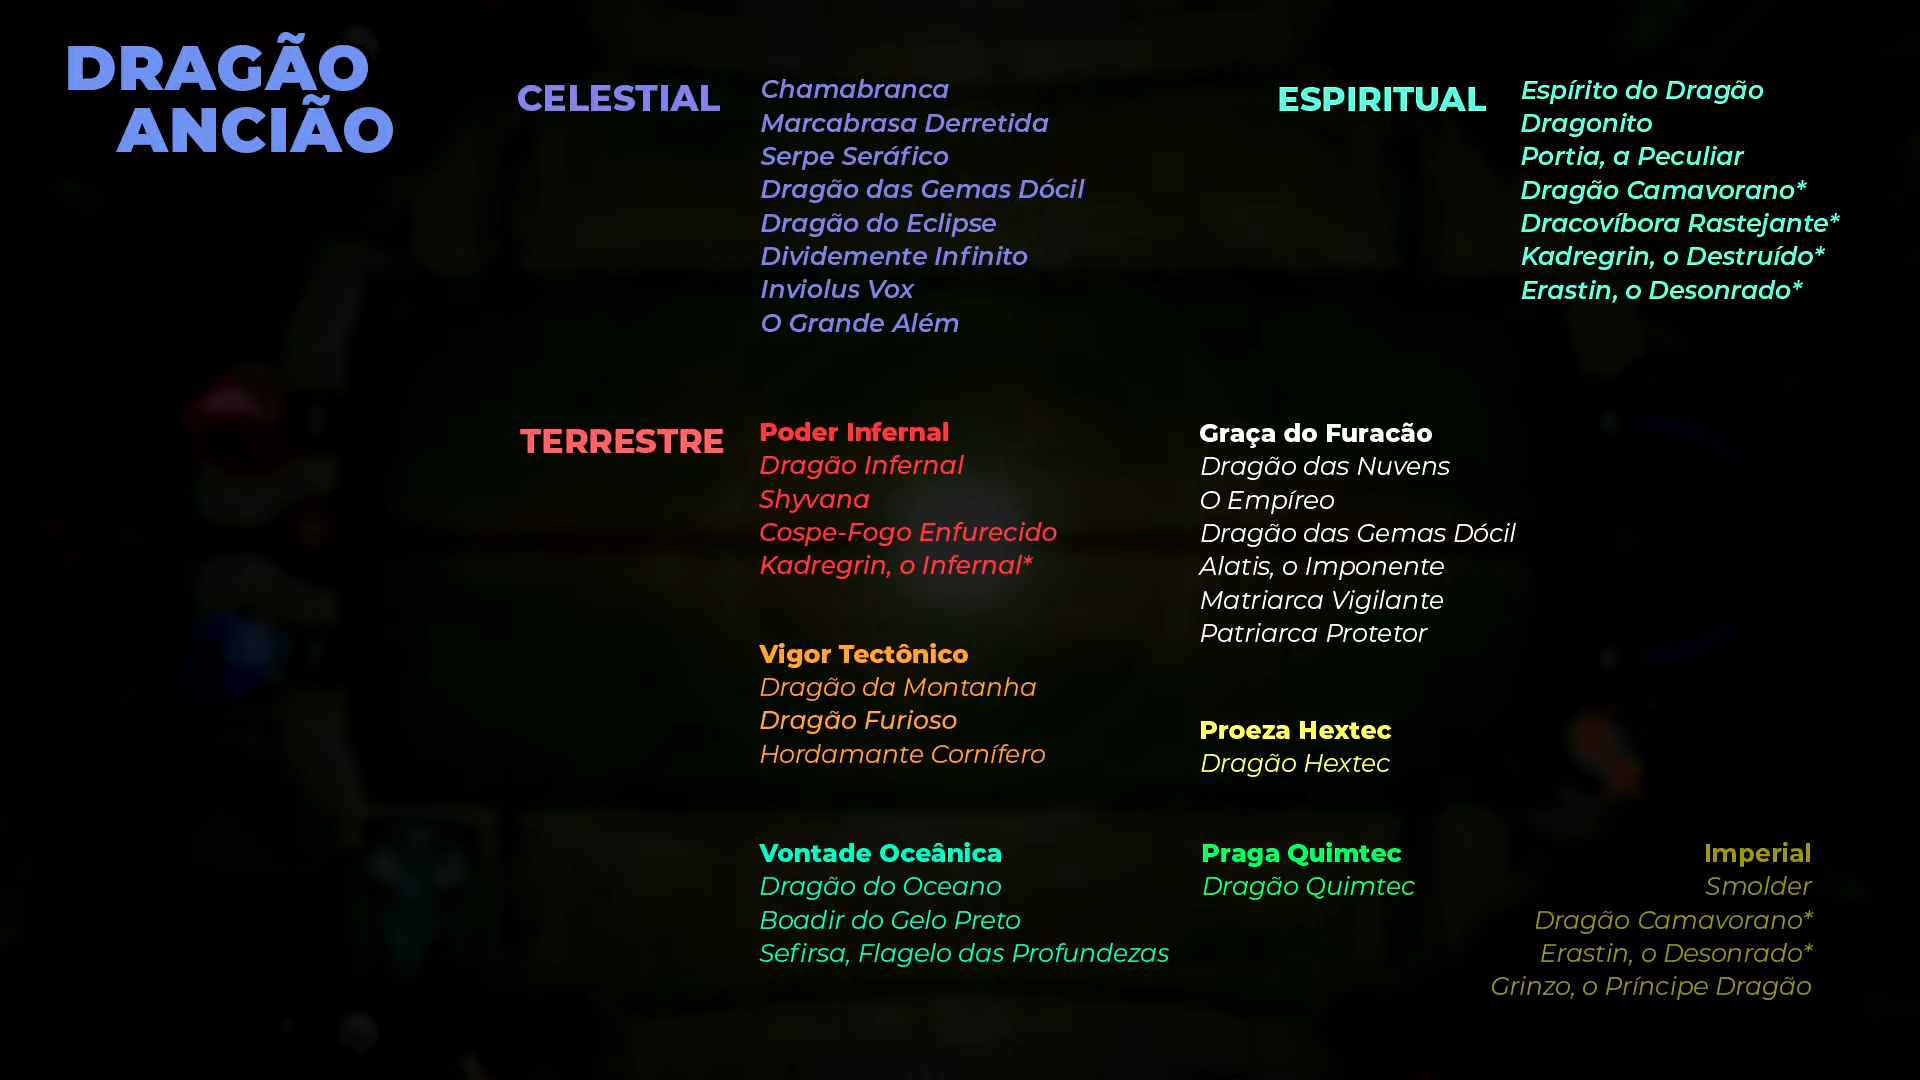 DRAGÃO
ANCIÃO
CELESTIAL
Chamabranca
Marcabrasa Derretida
Serpe Seráfico
Dragão das Gemas Dócil
Dragão do Eclipse
Dividemente Infinito
Inviolus Vox
O Grande Além
ESPIRITUAL
Espírito do Dragão
Dragonito
Portia, a Peculiar
Dragão Camavorano*
Dracovíbora Rastejante*
Kadregrin, o Destruído*
Erastin, o Desonrado*
TERRESTRE
Poder Infernal
Dragão Infernal
Shyvana
Cospe-Fogo Enfurecido
Kadregrin, o Infernal*
Graça do Furacão
Dragão das Nuvens
O Empíreo
Dragão das Gemas Dócil
Alatis, o Imponente
Matriarca Vigilante
Patriarca Protetor
Vigor Tectônico
Dragão da Montanha
Dragão Furioso
Hordamante Cornífero
Proeza Hextec
Dragão Hextec
Vontade Oceânica
Dragão do Oceano
Boadir do Gelo Preto
Sefirsa, Flagelo das Profundezas
Praga Quimtec
Dragão Quimtec
Imperial
Smolder
Dragão Camavorano*
Erastin, o Desonrado*
Grinzo, o Príncipe Dragão